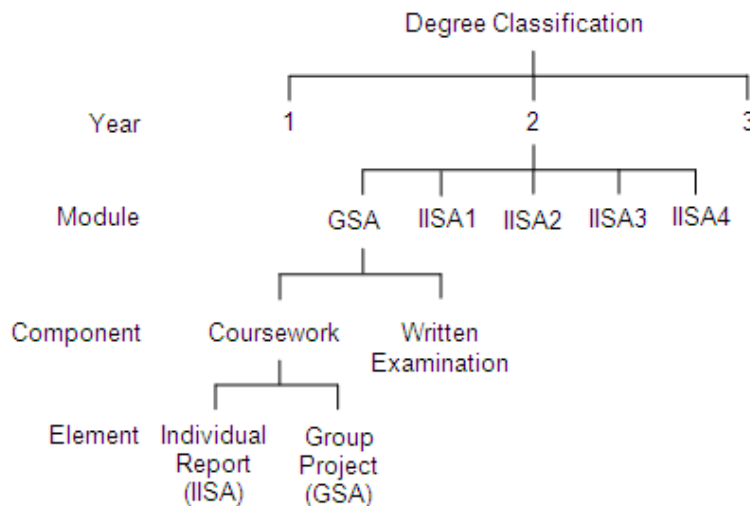 Degree Classification
Year 1 2 3
Module GSA IISA1 IISA2 IISA3 IISA4
Component Coursework Written
Examination
Element Individual Group
Report Project
(IISA) (GSA)